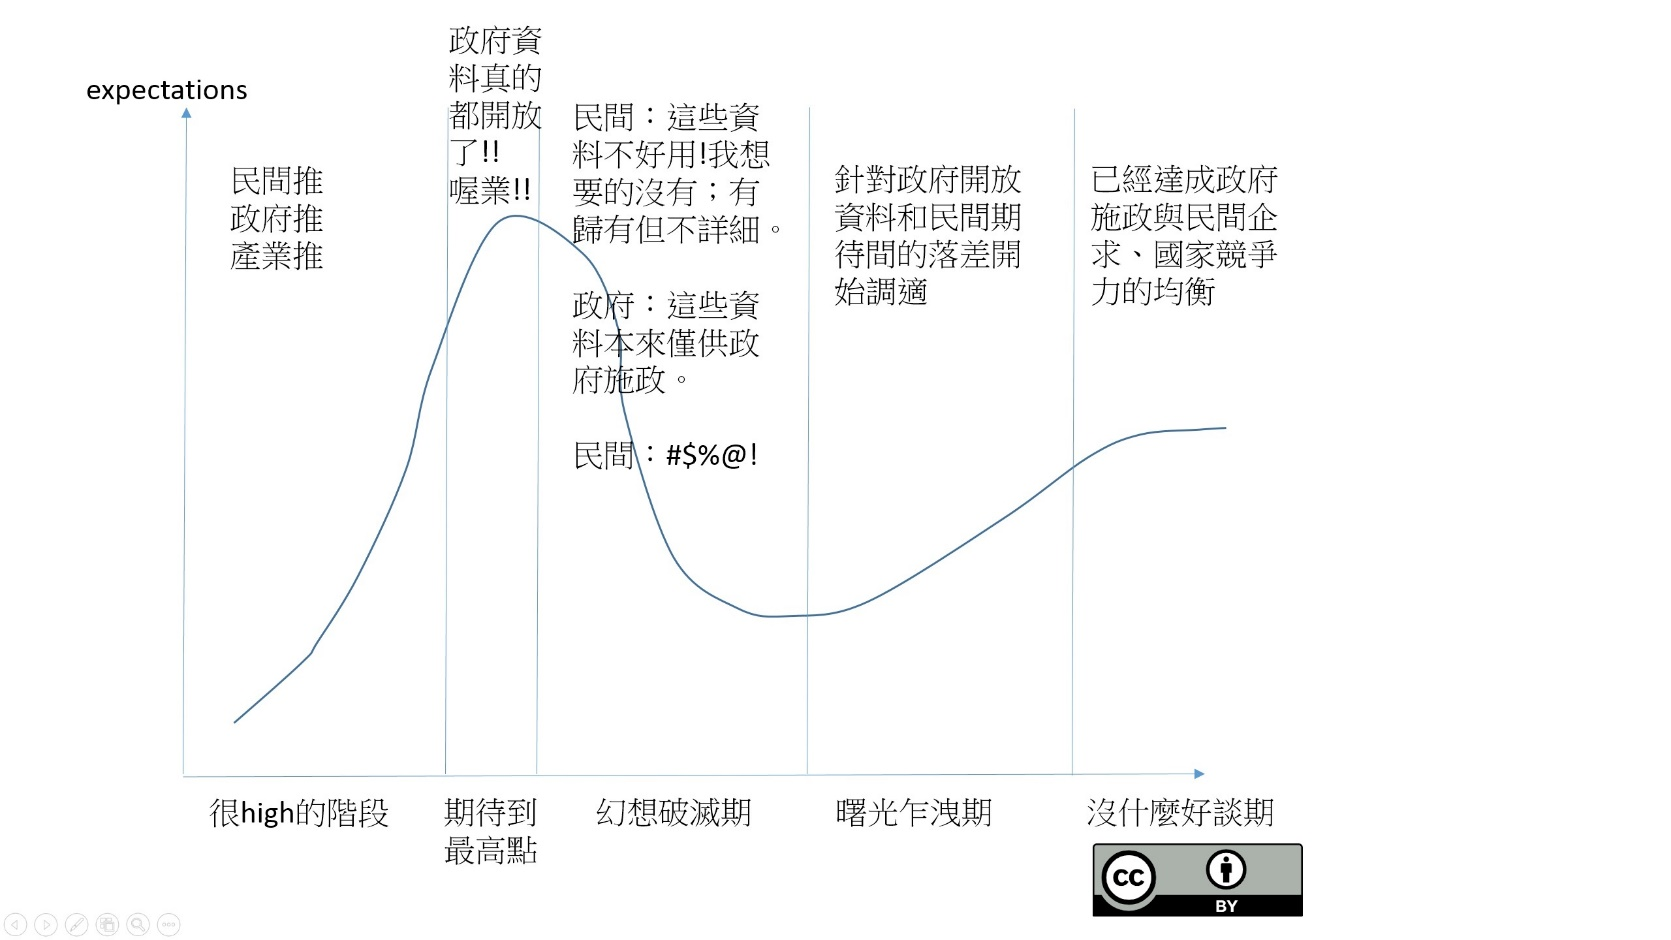 expectations
民間推
政府推
產業推
政府資
料真的
都開放
了!!
喔業!!
民間：這些資
料不好用!我想
要的沒有；有
歸有但不詳細。
政府：這些資
料本來僅供政
府施政。
民間：#$%@!
針對政府開放
資料和民間期
待間的落差開
始調適
已經達成政府
施政與民間企
求、國家競爭
力的均衡
很high的階段
期待到
最高點
幻想破滅期
曙光乍洩期
沒什麼好談期
CC
BY